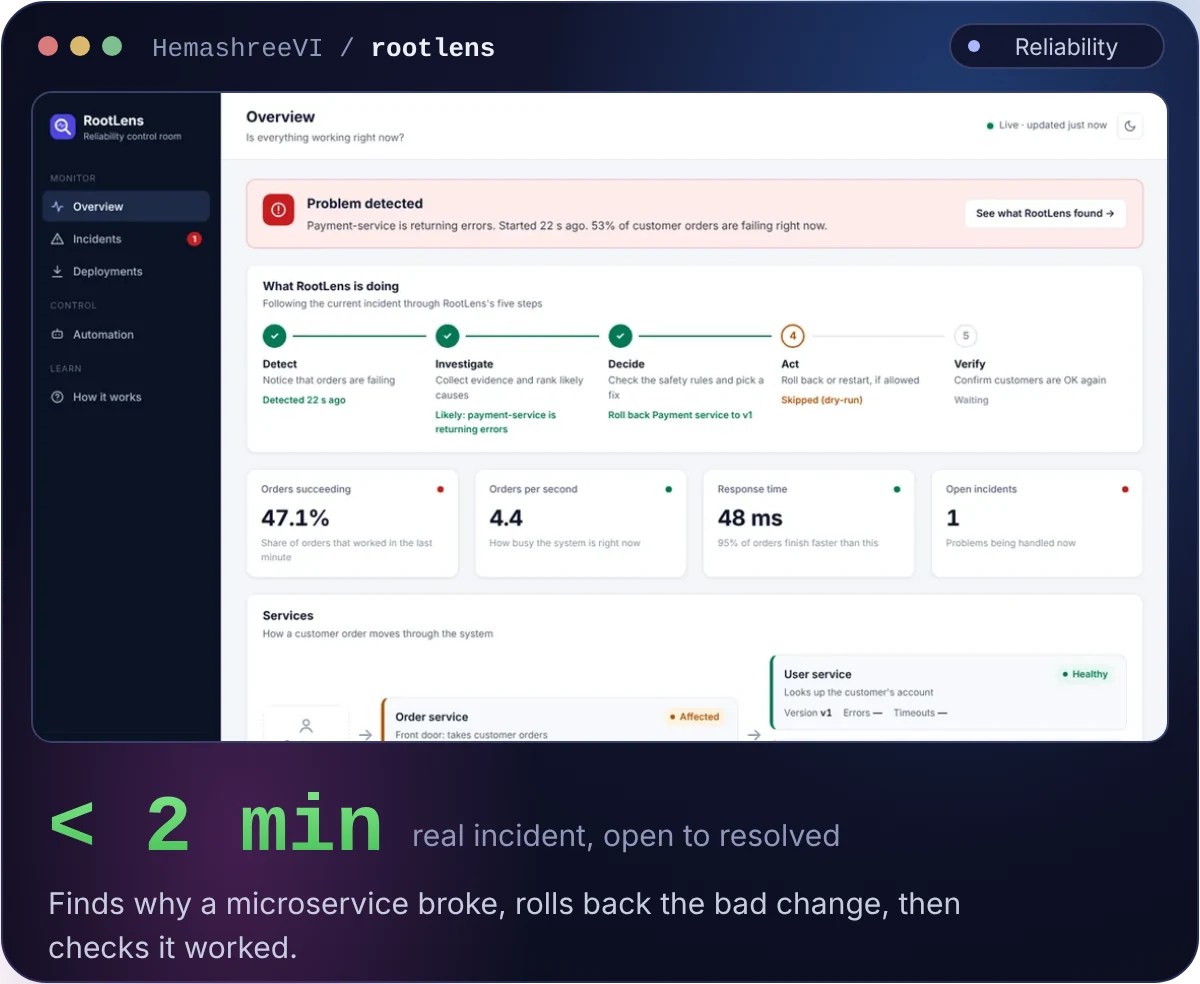 HemashreeVI / rootlens
Reliability
RootLens
Reliability control room
MONITOR
Overview
Incidents
1
Deployments
CONTROL
Automation
LEARN
How it works
Overview
Is everything working right now?
Live · updated just now
Problem detected
Payment-service is returning errors. Started 22 s ago. 53% of customer orders are failing right now.
See what RootLens found →
What RootLens is doing
Following the current incident through RootLens's five steps
Detect
Notice that orders are failing
Detected 22 s ago
Investigate
Collect evidence and rank likely
causes
Likely: payment-service is
returning errors
Decide
Check the safety rules and pick a
fix
Roll back Payment service to v1
4
Act
Roll back or restart, if allowed
Skipped (dry-run)
5
Verify
Confirm customers are OK again
Waiting
Orders succeeding
47.1%
Share of orders that worked in the last
minute
Orders per second
4.4
How busy the system is right now
Response time
48 ms
95% of orders finish faster than this
Open incidents
1
Problems being handled now
Services
How a customer order moves through the system
Order service
Affected
Front door: takes customer orders
User service
Healthy
Looks up the customer's account
Version v1 Errors — Timeouts —
< 2 min real incident, open to resolved
Finds why a microservice broke, rolls back the bad change, then
checks it worked.